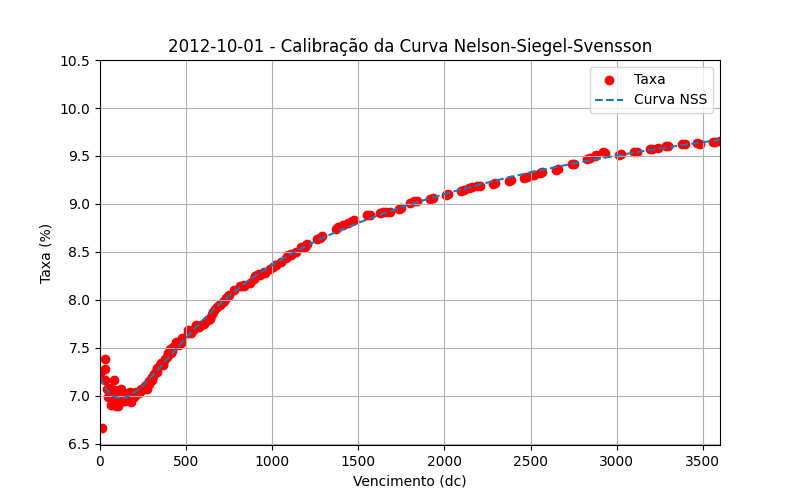 2012-10-01 - Calibração da Curva Nelson-Siegel-Svensson
Taxa
Curva NSS
Taxa (%)
10.5
10.0
9.5
9.0
8.5
8.0
7.5
7.0
6.5
0 500 1000 1500 2000 2500 3000 3500
Vencimento (dc)